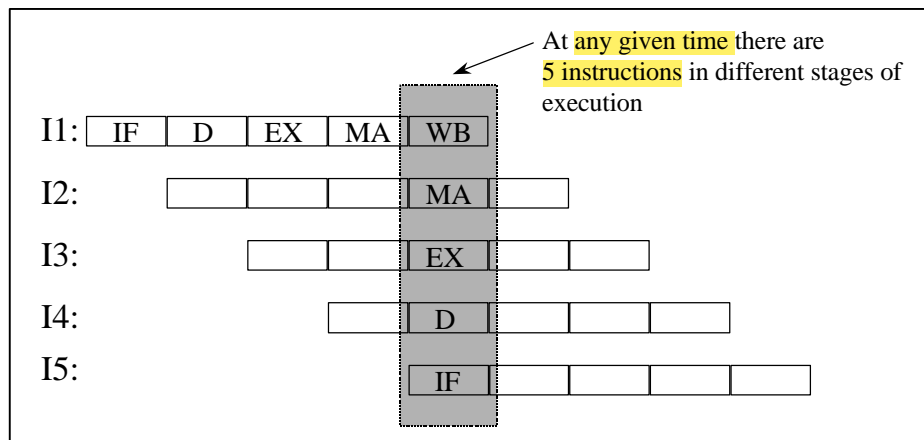 At any given time there are
5 instructions in different stages of
execution
I1: IF D EX MA WB
I2: MA
I3: EX
I4: D
I5: IF